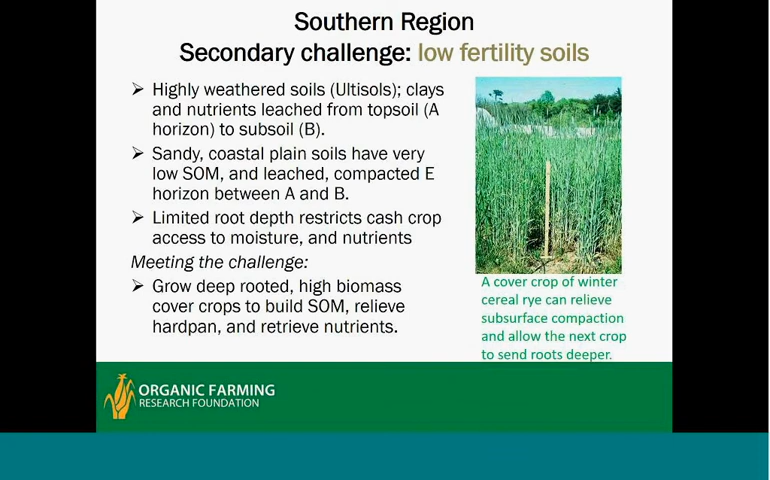 Southern Region
Secondary challenge: low fertility soils
➢ Highly weathered soils (Ultisols); clays
and nutrients leached from topsoil (A
horizon) to subsoil (B).
➢ Sandy, coastal plain soils have very
low SOM, and leached, compacted E
horizon between A and B.
➢ Limited root depth restricts cash crop
access to moisture, and nutrients
Meeting the challenge:
➢ Grow deep rooted, high biomass
cover crops to build SOM, relieve
hardpan, and retrieve nutrients.
A cover crop of winter
cereal rye can relieve
subsurface compaction
and allow the next crop
to send roots deeper.
ORGANIC FARMING
RESEARCH FOUNDATION